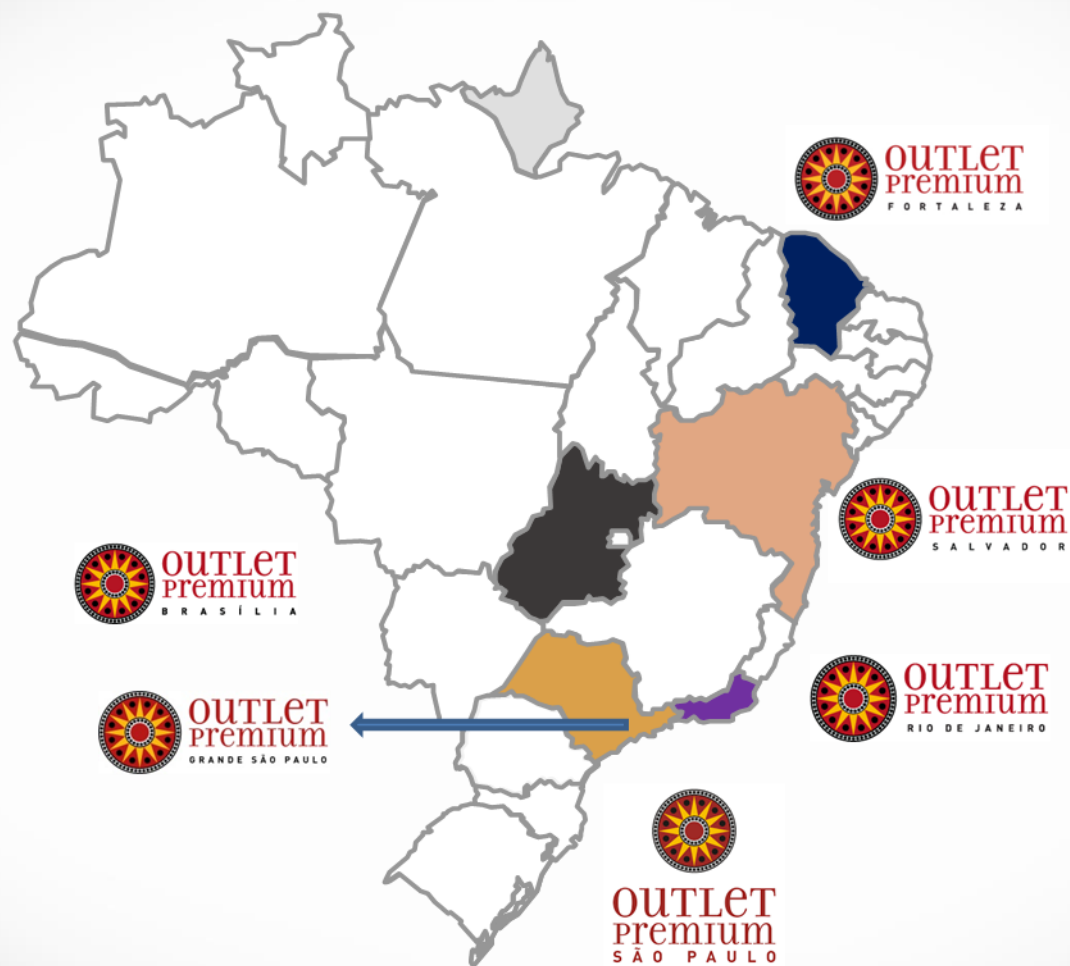 OUTLET
PREMIUM
FORTALEZA
OUTLET
PREMIUM
SALVADOR
OUTLET
PREMIUM
BRASÍLIA
OUTLET
PREMIUM
RIO DE JANEIRO
OUTLET
PREMIUM
GRANDE SÃO PAULO
OUTLET
PREMIUM
SÃO PAULO